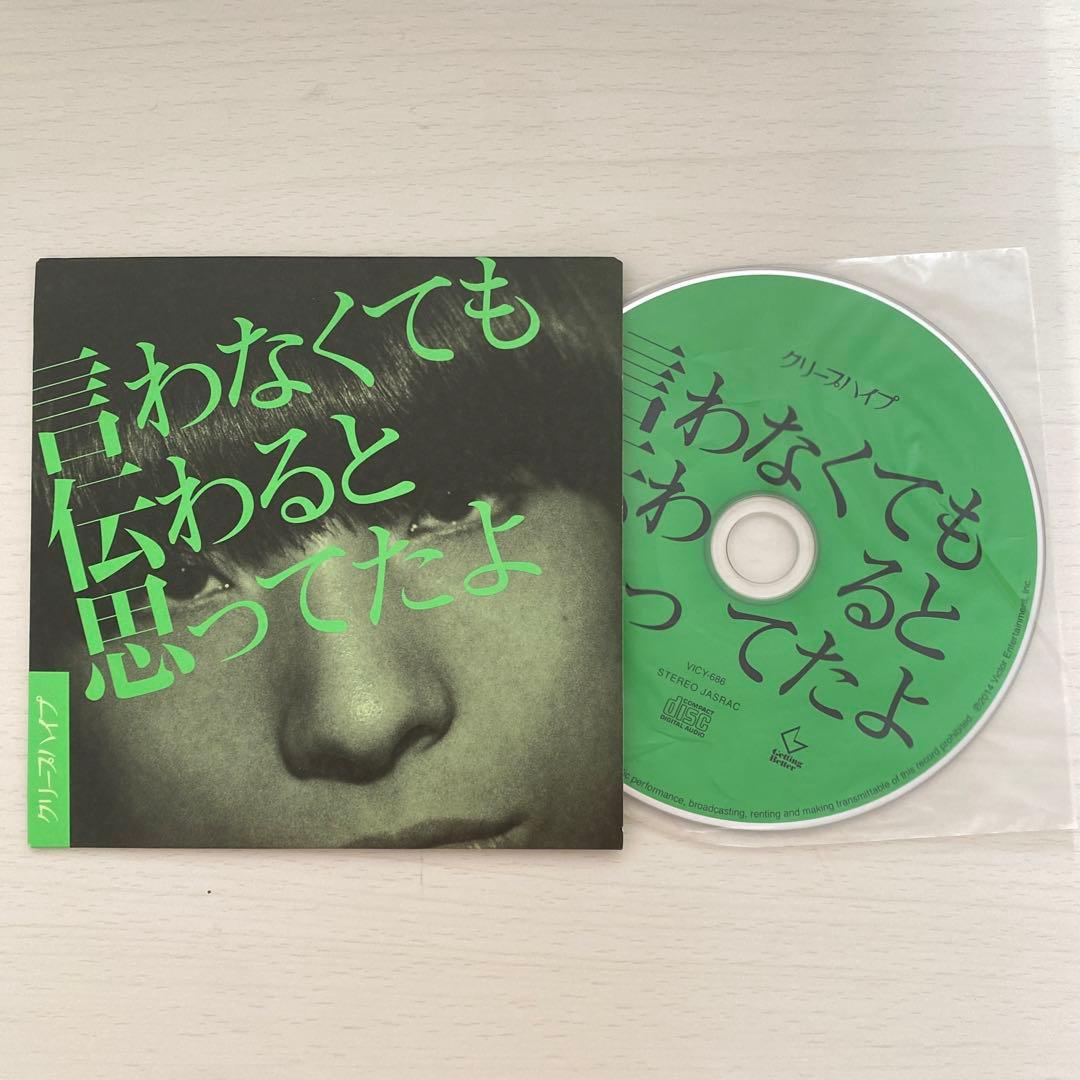 言わなくても
伝わると
思ってたよ
クリープハイプ
クリープハイプ
言わなくても
わ
ると
っ
てたよ
VICY-686
STEREO JASRAC
COMPACT
disc
DIGITAL AUDIO
Getting
Better
performance, broadcasting, renting and making transmittable of this record prohibited. ℗2014 Victor Entertainment, Inc.